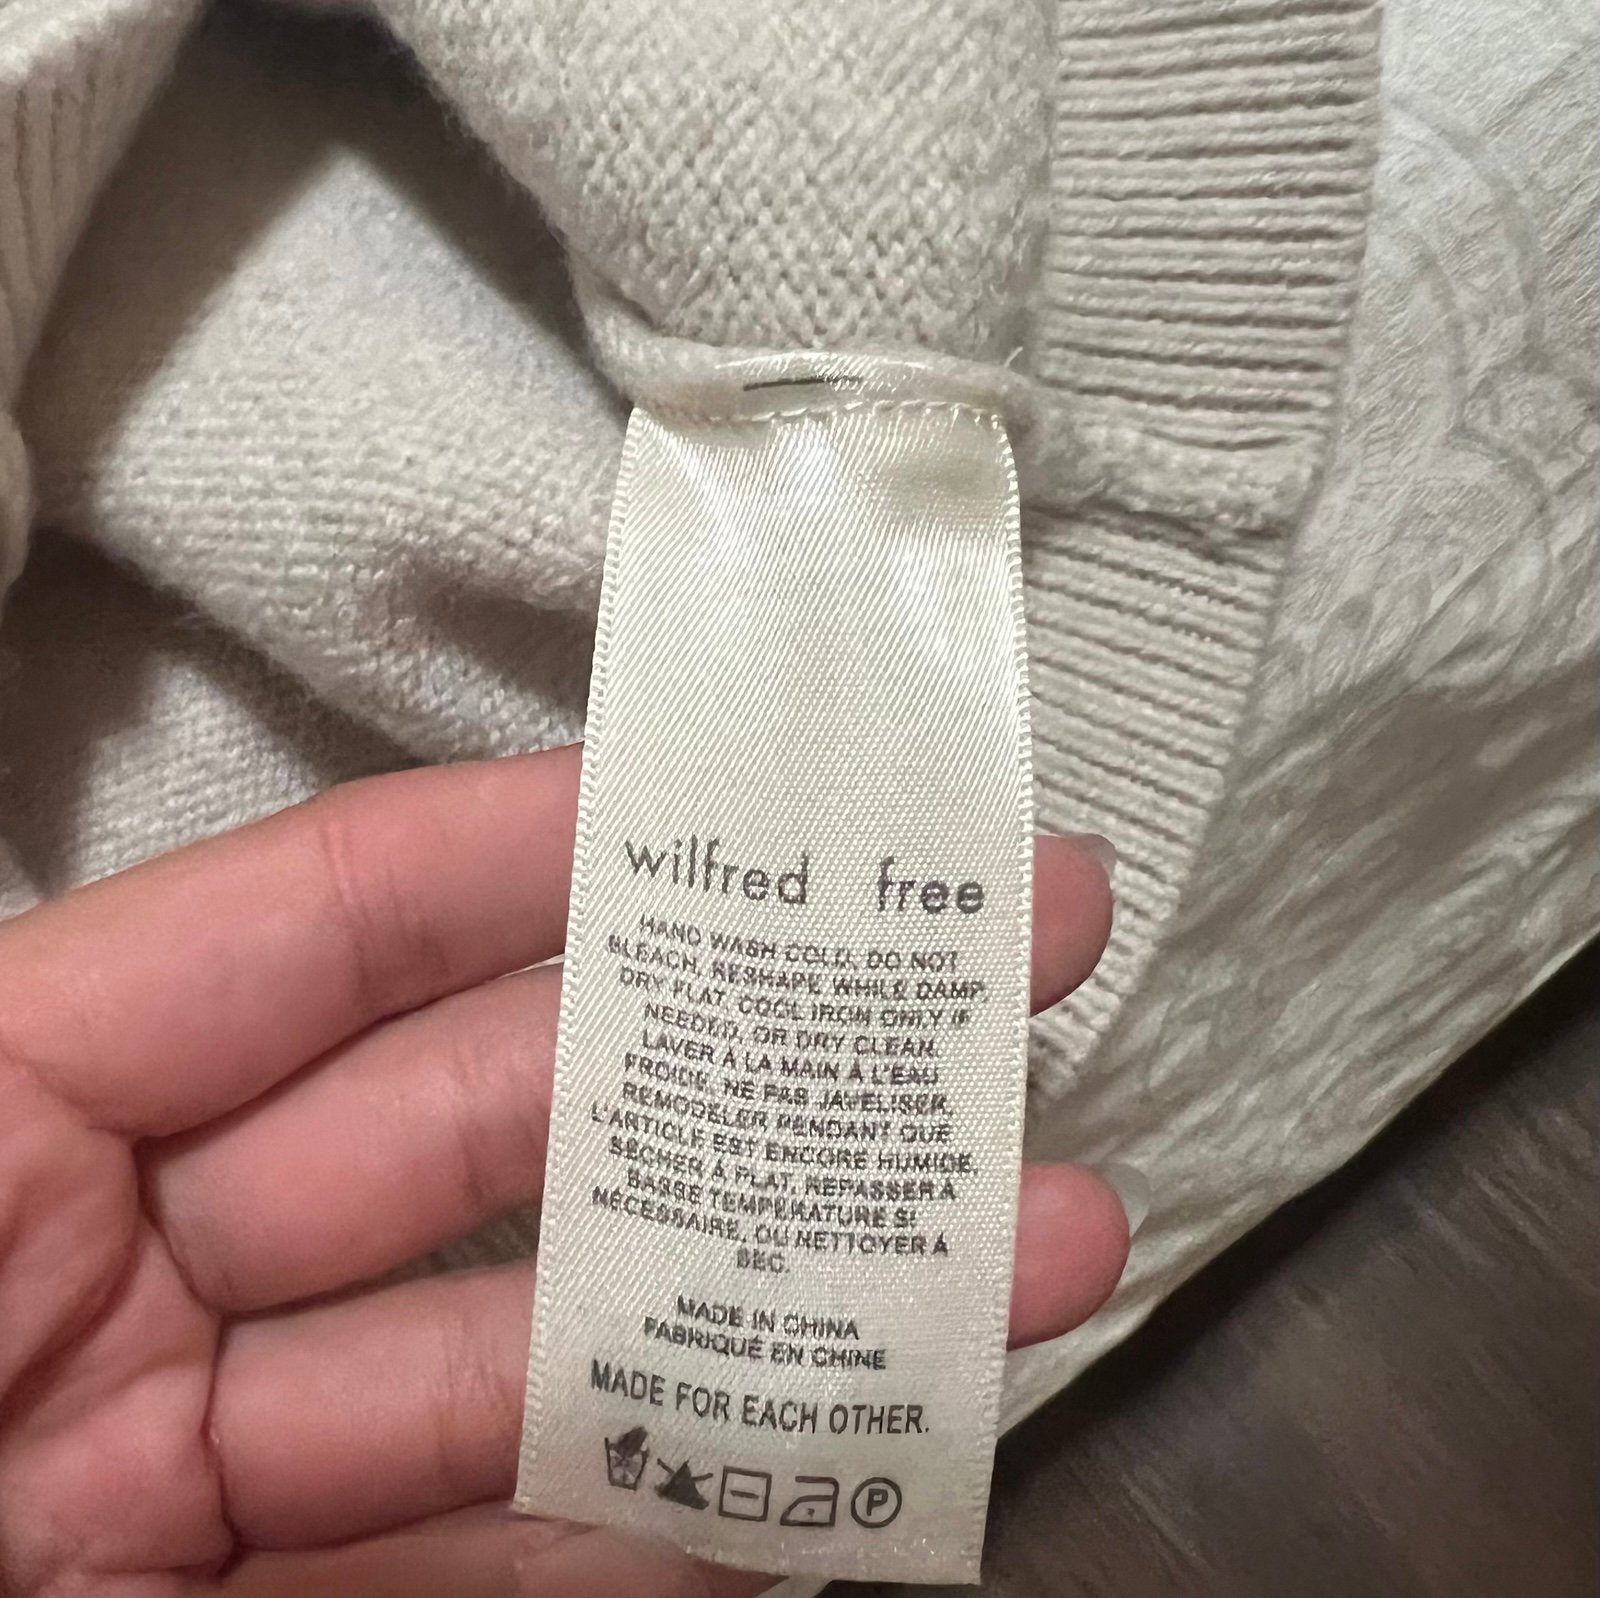 wilfred free
HAND WASH COLD, DO NOT
BLEACH, RESHAPE WHILE DAMP,
DRY FLAT, COOL IRON ONLY IF
NEEDED, OR DRY CLEAN.
LAVER À LA MAIN À L'EAU
FROIDE, NE PAS JAVELISER,
REMODELER PENDANT QUE
L'ARTICLE EST ENCORE HUMIDE,
SÉCHER À PLAT, REPASSER À
BASSE TEMPÉRATURE SI
NÉCESSAIRE, OU NETTOYER À
SEC.
MADE IN CHINA
FABRIQUÉ EN CHINE
MADE FOR EACH OTHER.
P